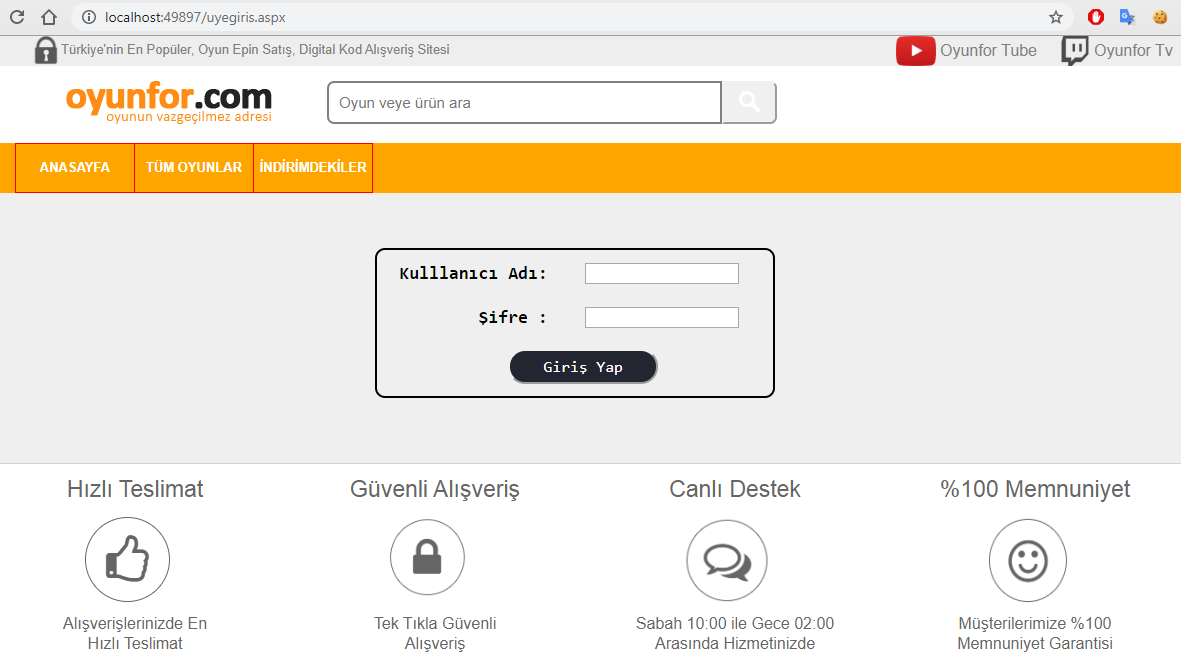 localhost:49897/uyegiris.aspx
Türkiye'nin En Popüler, Oyun Epin Satış, Digital Kod Alışveriş Sitesi
Oyunfor Tube
Oyunfor Tv
oyunfor.com
oyunun vazgeçilmez adresi
Oyun veye ürün ara
ANASAYFA
TÜM OYUNLAR
İNDİRİMDEKİLER
Kulllanıcı Adı:
Şifre :
Giriş Yap
Hızlı Teslimat
Güvenli Alışveriş
Canlı Destek
%100 Memnuniyet
Alışverişlerinizde En
Hızlı Teslimat
Tek Tıkla Güvenli
Alışveriş
Sabah 10:00 ile Gece 02:00
Arasında Hizmetinizde
Müşterilerimize %100
Memnuniyet Garantisi